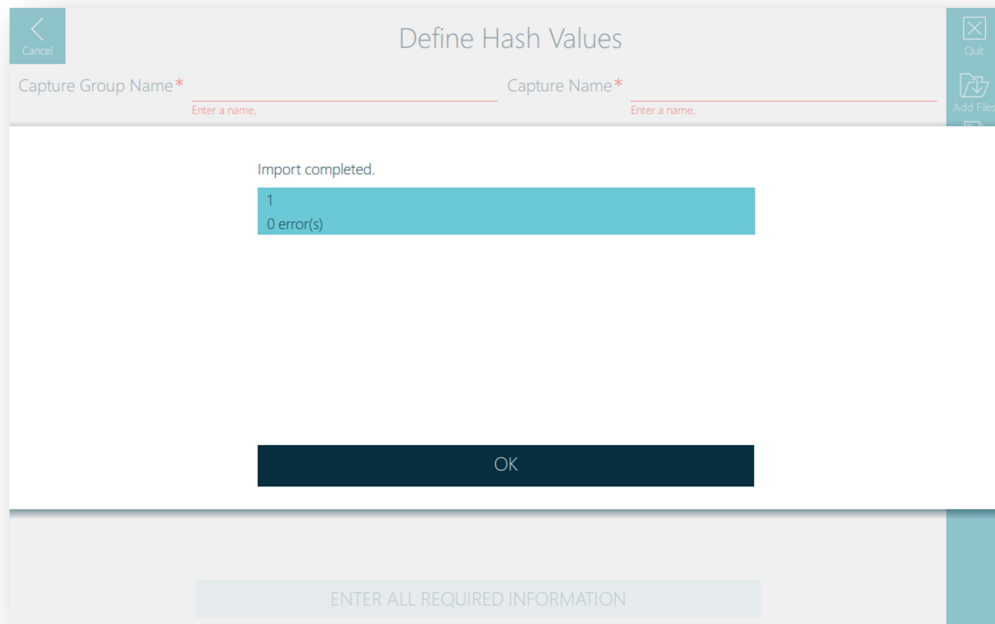 Define Hash Values
Cancel
Quit
Capture Group Name*
Enter a name.
Capture Name*
Enter a name.
Add Files
Import completed.
1
0 error(s)
OK
ENTER ALL REQUIRED INFORMATION